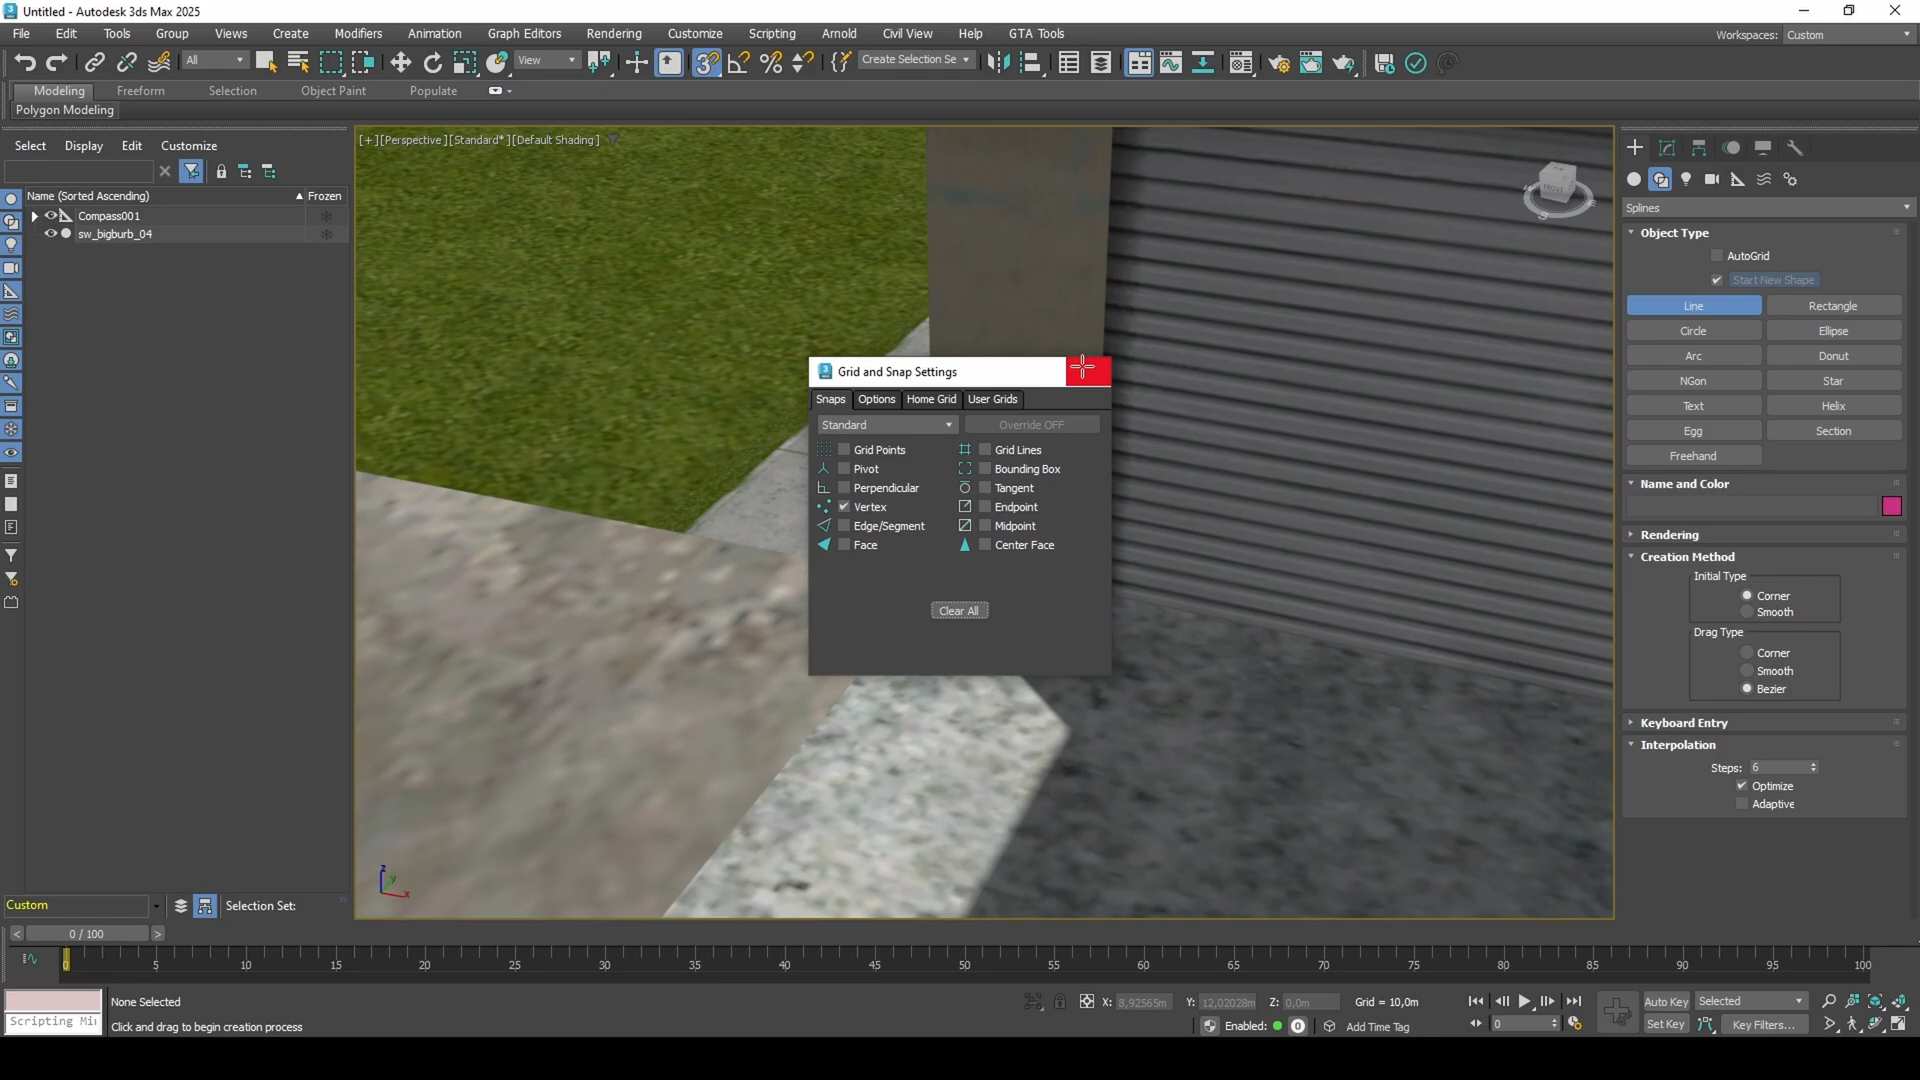 Untitled - Autodesk 3ds Max 2025
File Edit Tools Group Views Create Modifiers Animation Graph Editors Rendering Customize Scripting Arnold Civil View Help GTA Tools
Workspaces: Custom
All View Create Selection Se
Modeling Freeform Selection Object Paint Populate
Polygon Modeling
Select Display Edit Customize
Name (Sorted Ascending) Frozen
Compass001
sw_bigburb_04
[+][Perspective][Standard*][Default Shading]
FRONT
Grid and Snap Settings
Snaps Options Home Grid User Grids
Standard Override OFF
Grid Points Grid Lines
Pivot Bounding Box
Perpendicular Tangent
Vertex Endpoint
Edge/Segment Midpoint
Face Center Face
Clear All
Splines
Object Type
AutoGrid
Start New Shape
Line Rectangle
Circle Ellipse
Arc Donut
NGon Star
Text Helix
Egg Section
Freehand
Name and Color
Rendering
Creation Method
Initial Type
Corner
Smooth
Drag Type
Corner
Smooth
Bezier
Keyboard Entry
Interpolation
Steps: 6
Optimize
Adaptive
z
y
x
Custom Selection Set:
< 0 / 100 >
0 5 10 15 20 25 30 35 40 45 50 55 60 65 70 75 80 85 90 95 100
None Selected
X: 8,92565m Y: 12,02028m Z: 0,0m Grid = 10,0m
Auto Key Selected
Scripting Mi
Click and drag to begin creation process
Enabled: 0 Add Time Tag
0 Set Key Key Filters...